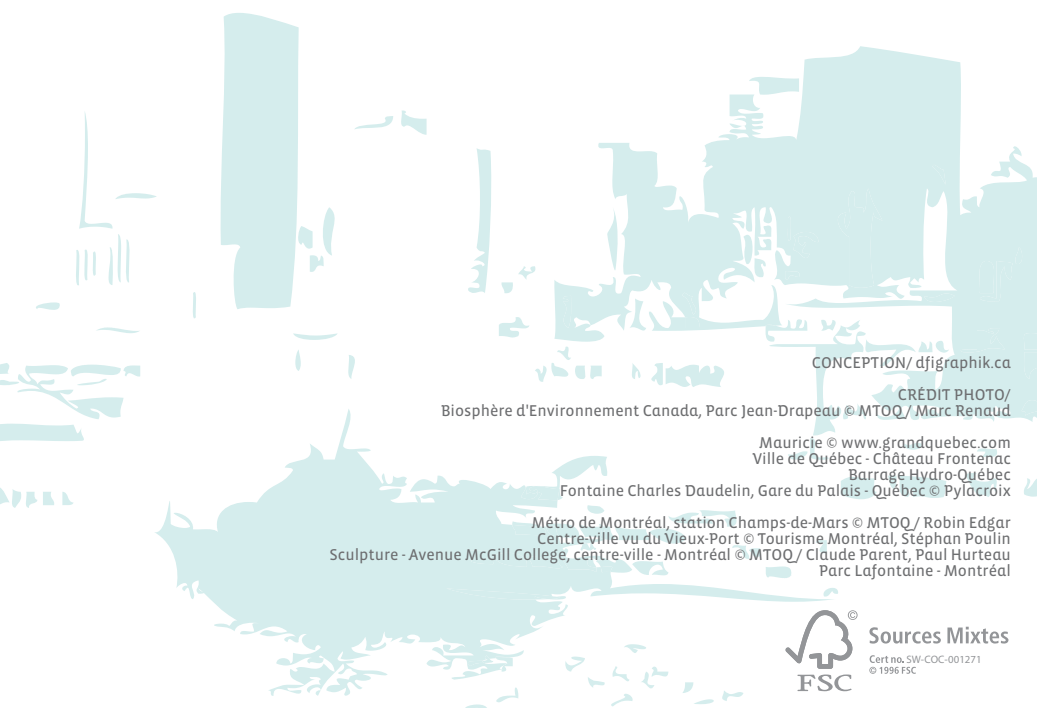 CONCEPTION/ dfigraphik.ca
CRÉDIT PHOTO/
Biosphère d'Environnement Canada, Parc Jean-Drapeau © MTOQ/ Marc Renaud
Mauricie © www.grandquebec.com
Ville de Québec - Château Frontenac
Barrage Hydro-Québec
Fontaine Charles Daudelin, Gare du Palais - Québec © Pylacroix
Métro de Montréal, station Champs-de-Mars © MTOQ/ Robin Edgar
Centre-ville vu du Vieux-Port © Tourisme Montréal, Stéphan Poulin
Sculpture - Avenue McGill College, centre-ville - Montréal © MTOQ/ Claude Parent, Paul Hurteau
Parc Lafontaine - Montréal
©
Sources Mixtes
Cert no. SW-COC-001271
© 1996 FSC
FSC